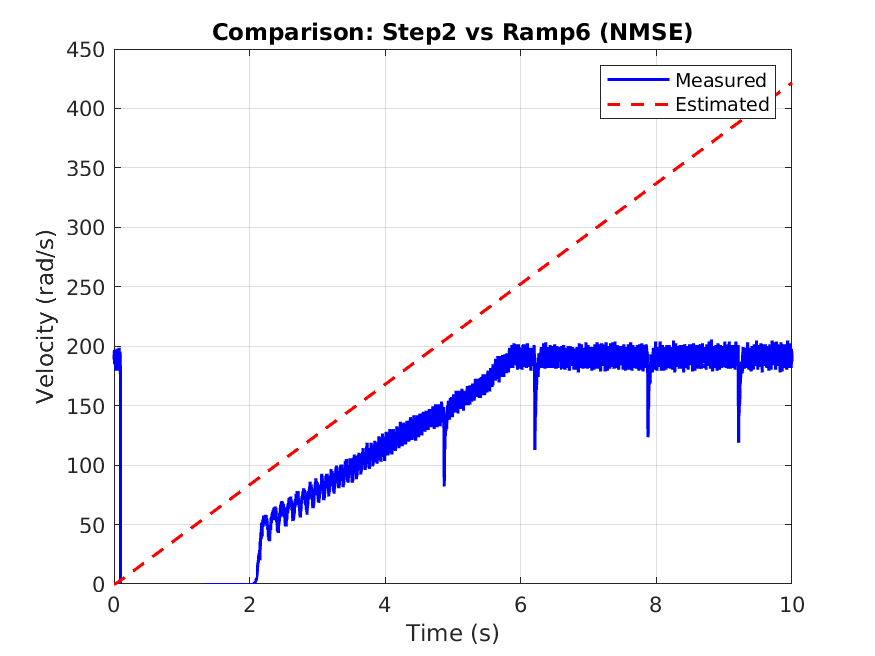 Comparison: Step2 vs Ramp6 (NMSE)
Measured
Estimated
450
400
350
300
250
200
150
100
50
0
Velocity (rad/s)
0 2 4 6 8 10
Time (s)